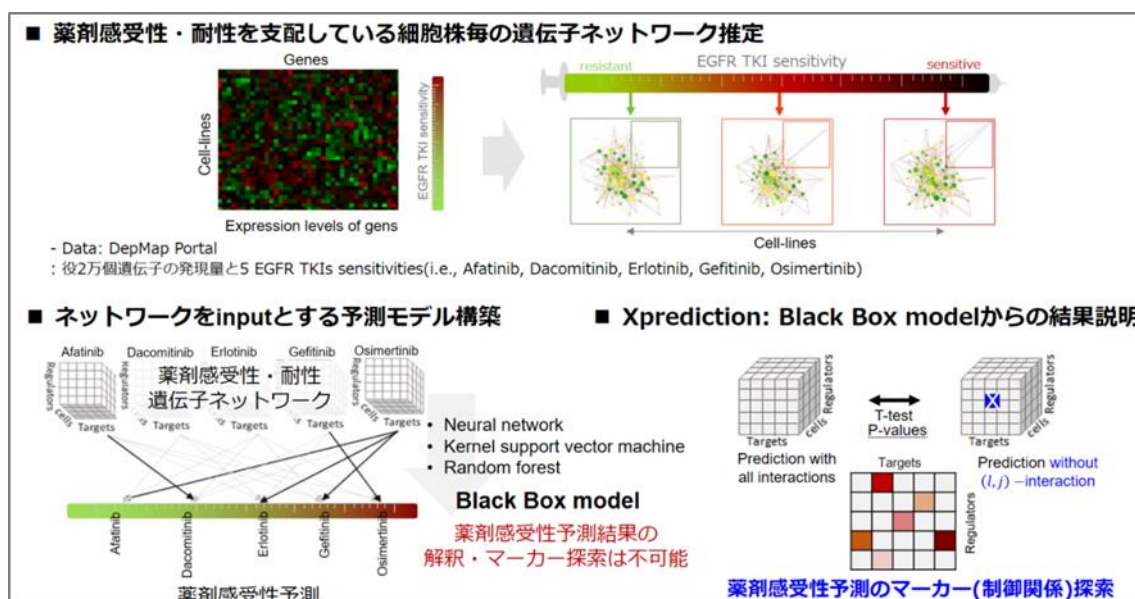 ■ 薬剤感受性・耐性を支配している細胞株毎の遺伝子ネットワーク推定
Genes
Cell-lines
EGFR TKI sensitivity
Expression levels of gens
resistant
EGFR TKI sensitivity
sensitive
Cell-lines
- Data: DepMap Portal
: 役2万個遺伝子の発現量と5 EGFR TKIs sensitivities(i.e., Afatinib, Dacomitinib, Erlotinib, Gefitinib, Osimertinib)
■ ネットワークをinputとする予測モデル構築
Afatinib Dacomitinib Erlotinib Gefitinib Osimertinib
Regulators
Regulators
Regulators
薬剤感受性・耐性
遺伝子ネットワーク
cells
cells
Targets Targets Targets Targets Targets
• Neural network
• Kernel support vector machine
• Random forest
Black Box model
薬剤感受性予測結果の
解釈・マーカー探索は不可能
Afatinib
Dacomitinib
Erlotinib
Gefitinib
Osimertinib
薬剤感受性予測
■ Xprediction: Black Box modelからの結果説明
Regulators
cells
Targets
T-test
P-values
X
Regulators
cells
Targets
Prediction with
all interactions
Prediction without
(l, j) −interaction
Targets
Regulators
薬剤感受性予測のマーカー(制御関係)探索